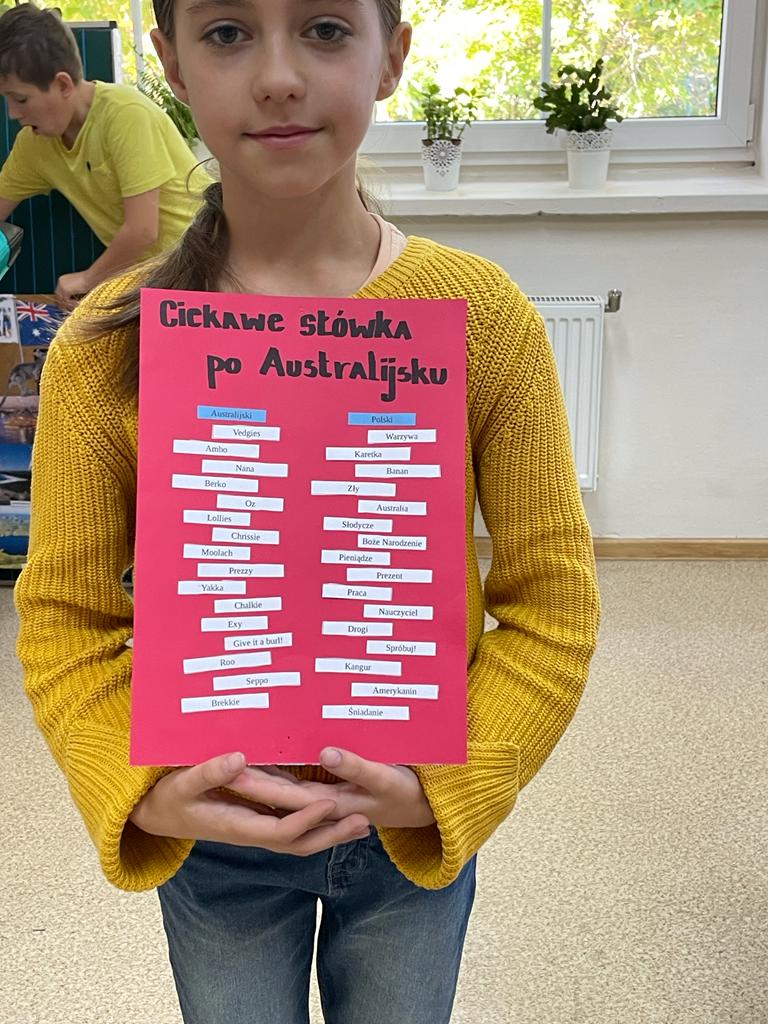 Ciekawe słówka
po Australijsku
Australijski Polski
Vedgies Warzywa
Ambo Karetka
Nana Banan
Berko Zły
Oz Australia
Lollies Słodycze
Chrissie Boże Narodzenie
Moolach Pieniądze
Prezzy Prezent
Yakka Praca
Chalkie Nauczyciel
Exy Drogi
Give it a burl! Spróbuj!
Roo Kangur
Seppo Amerykanin
Brekkie Śniadanie